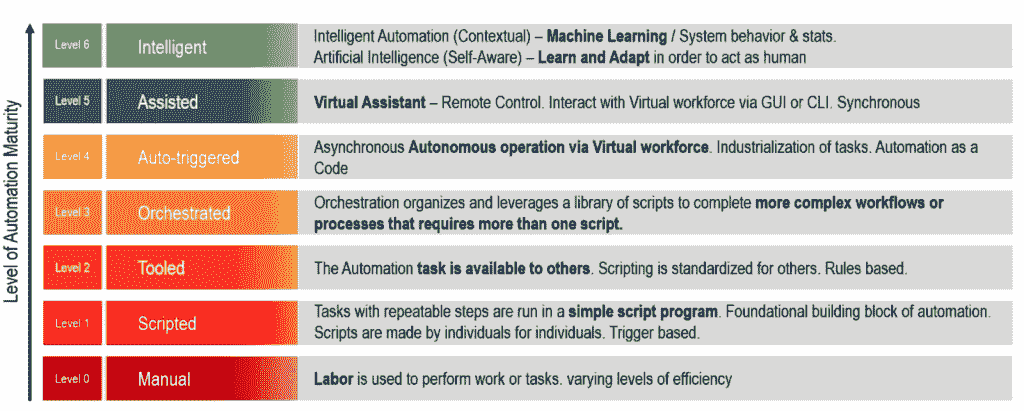 Level of Automation Maturity
Level 6
Intelligent
Intelligent Automation (Contextual) – Machine Learning / System behavior & stats.
Artificial Intelligence (Self-Aware) – Learn and Adapt in order to act as human
Level 5
Assisted
Virtual Assistant – Remote Control. Interact with Virtual workforce via GUI or CLI. Synchronous
Level 4
Auto-triggered
Asynchronous Autonomous operation via Virtual workforce. Industrialization of tasks. Automation as a
Code
Level 3
Orchestrated
Orchestration organizes and leverages a library of scripts to complete more complex workflows or
processes that requires more than one script.
Level 2
Tooled
The Automation task is available to others. Scripting is standardized for others. Rules based.
Level 1
Scripted
Tasks with repeatable steps are run in a simple script program. Foundational building block of automation.
Scripts are made by individuals for individuals. Trigger based.
Level 0
Manual
Labor is used to perform work or tasks. varying levels of efficiency